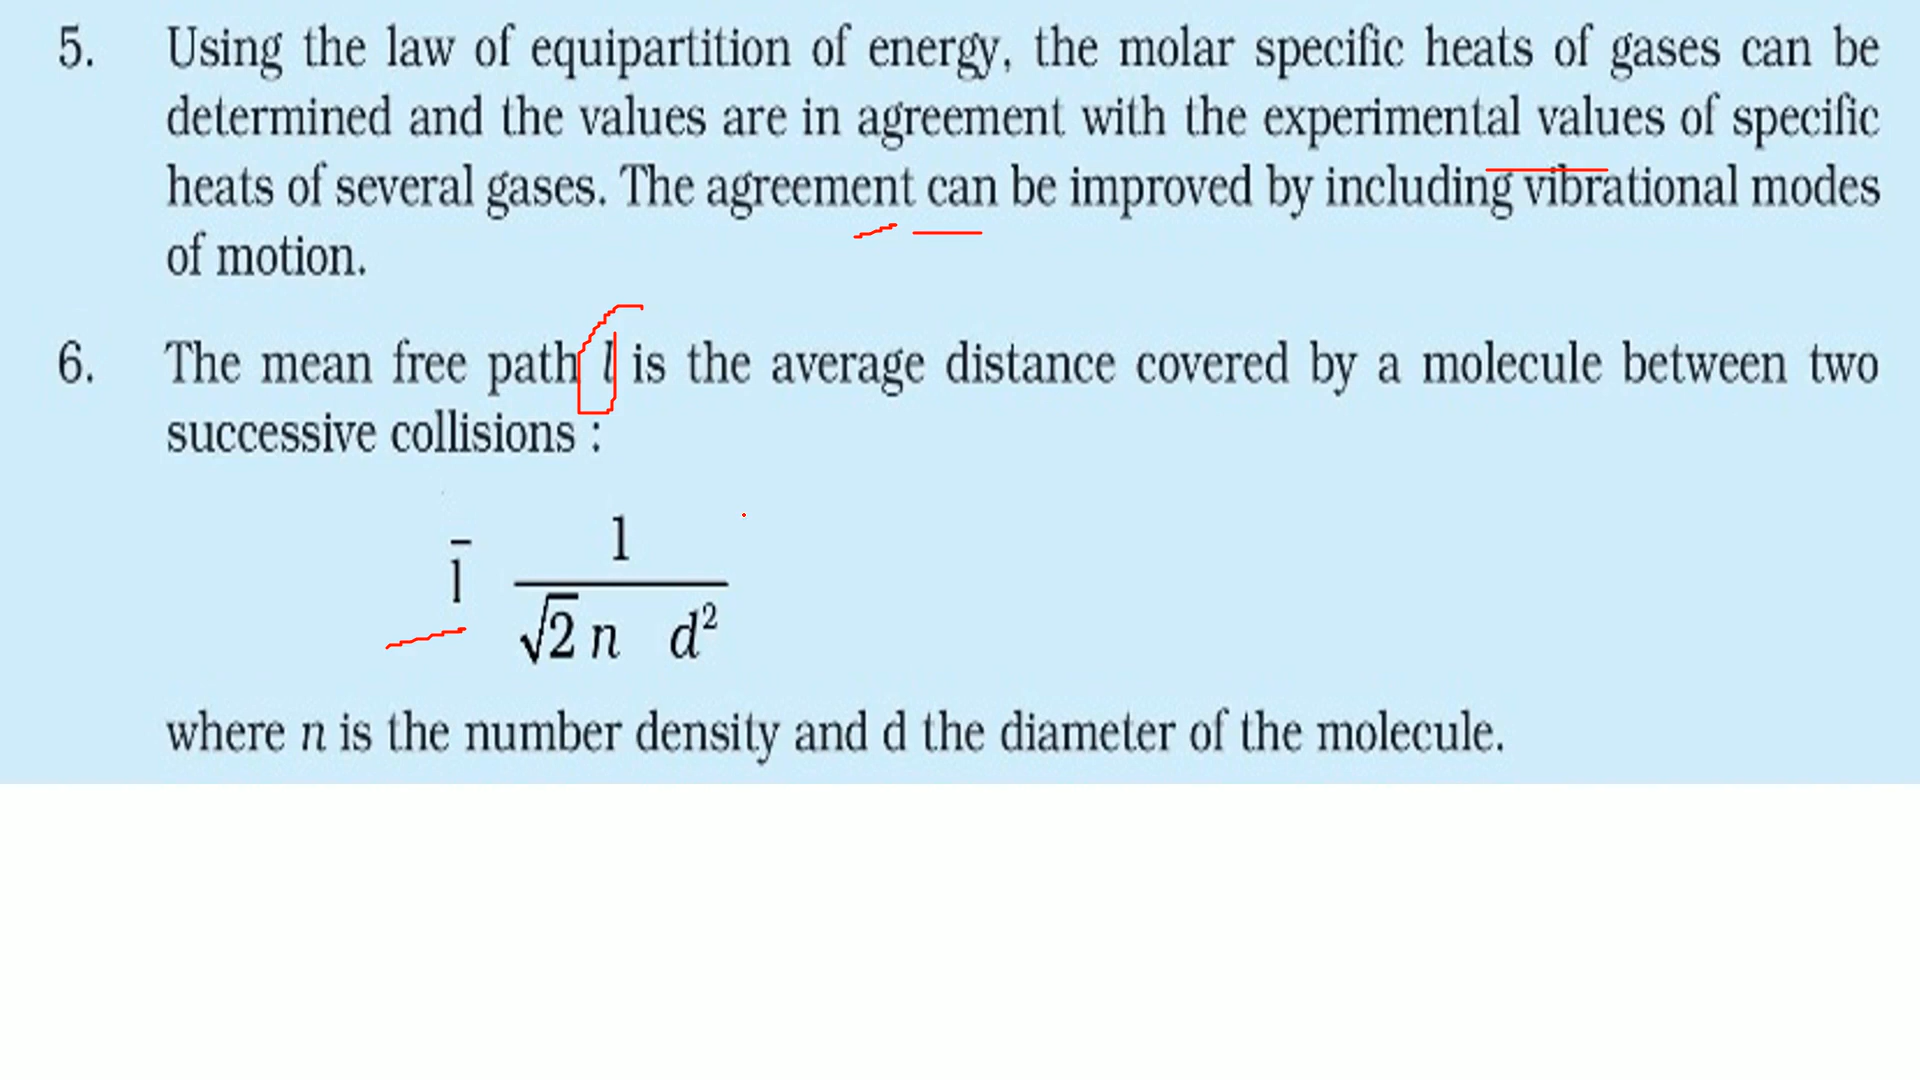 5. Using the law of equipartition of energy, the molar specific heats of gases can be
determined and the values are in agreement with the experimental values of specific
heats of several gases. The agreement can be improved by including vibrational modes
of motion.
6. The mean free path l is the average distance covered by a molecule between two
successive collisions :
1
l̄
√2 n d²
where n is the number density and d the diameter of the molecule.